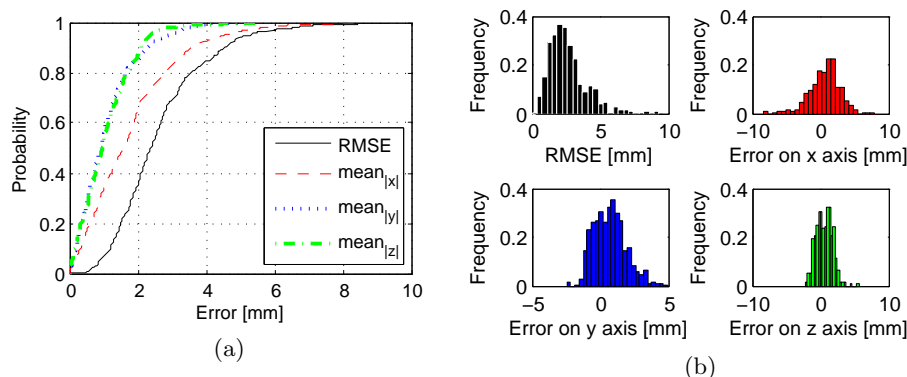 1
0.8
0.6
0.4
0.2
0
Probability
0 2 4 6 8 10
Error [mm]
RMSE
mean|x|
mean|y|
mean|z|
(a)
0.4
0.2
0
Frequency
0 5 10
RMSE [mm]
0.4
0.2
0
Frequency
−10 0 10
Error on x axis [mm]
0.4
0.2
0
Frequency
−5 0 5
Error on y axis [mm]
0.4
0.2
0
Frequency
−10 0 10
Error on z axis [mm]
(b)